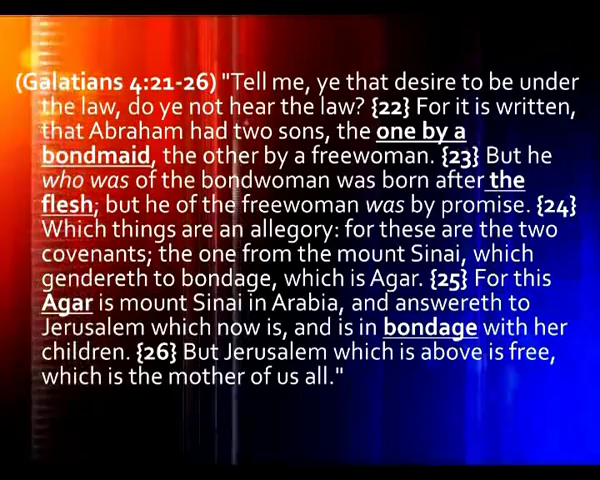 (Galatians 4:21-26) "Tell me, ye that desire to be under
the law, do ye not hear the law? {22} For it is written,
that Abraham had two sons, the one by a
bondmaid, the other by a freewoman. {23} But he
who was of the bondwoman was born after the
flesh; but he of the freewoman was by promise. {24}
Which things are an allegory: for these are the two
covenants; the one from the mount Sinai, which
gendereth to bondage, which is Agar. {25} For this
Agar is mount Sinai in Arabia, and answereth to
Jerusalem which now is, and is in bondage with her
children. {26} But Jerusalem which is above is free,
which is the mother of us all."